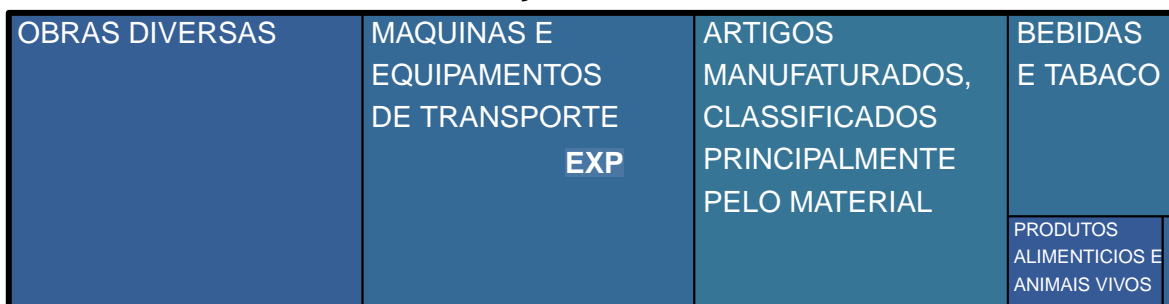 OBRAS DIVERSAS
MAQUINAS E
EQUIPAMENTOS
DE TRANSPORTE
EXP
ARTIGOS
MANUFATURADOS,
CLASSIFICADOS
PRINCIPALMENTE
PELO MATERIAL
BEBIDAS
E TABACO
PRODUTOS
ALIMENTICIOS E
ANIMAIS VIVOS